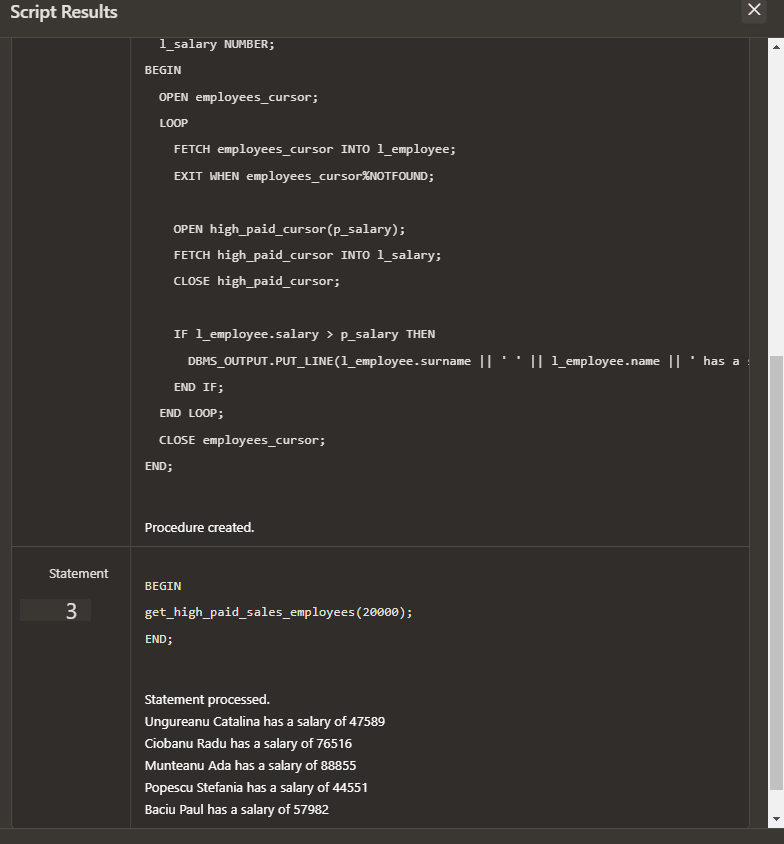 Script Results
l_salary NUMBER;
BEGIN
OPEN employees_cursor;
LOOP
FETCH employees_cursor INTO l_employee;
EXIT WHEN employees_cursor%NOTFOUND;
OPEN high_paid_cursor(p_salary);
FETCH high_paid_cursor INTO l_salary;
CLOSE high_paid_cursor;
IF l_employee.salary > p_salary THEN
DBMS_OUTPUT.PUT_LINE(l_employee.surname || ' ' || l_employee.name || ' has a
END IF;
END LOOP;
CLOSE employees_cursor;
END;
Procedure created.
Statement
3
BEGIN
get_high_paid_sales_employees(20000);
END;
Statement processed.
Ungureanu Catalina has a salary of 47589
Ciobanu Radu has a salary of 76516
Munteanu Ada has a salary of 88855
Popescu Stefania has a salary of 44551
Baciu Paul has a salary of 57982